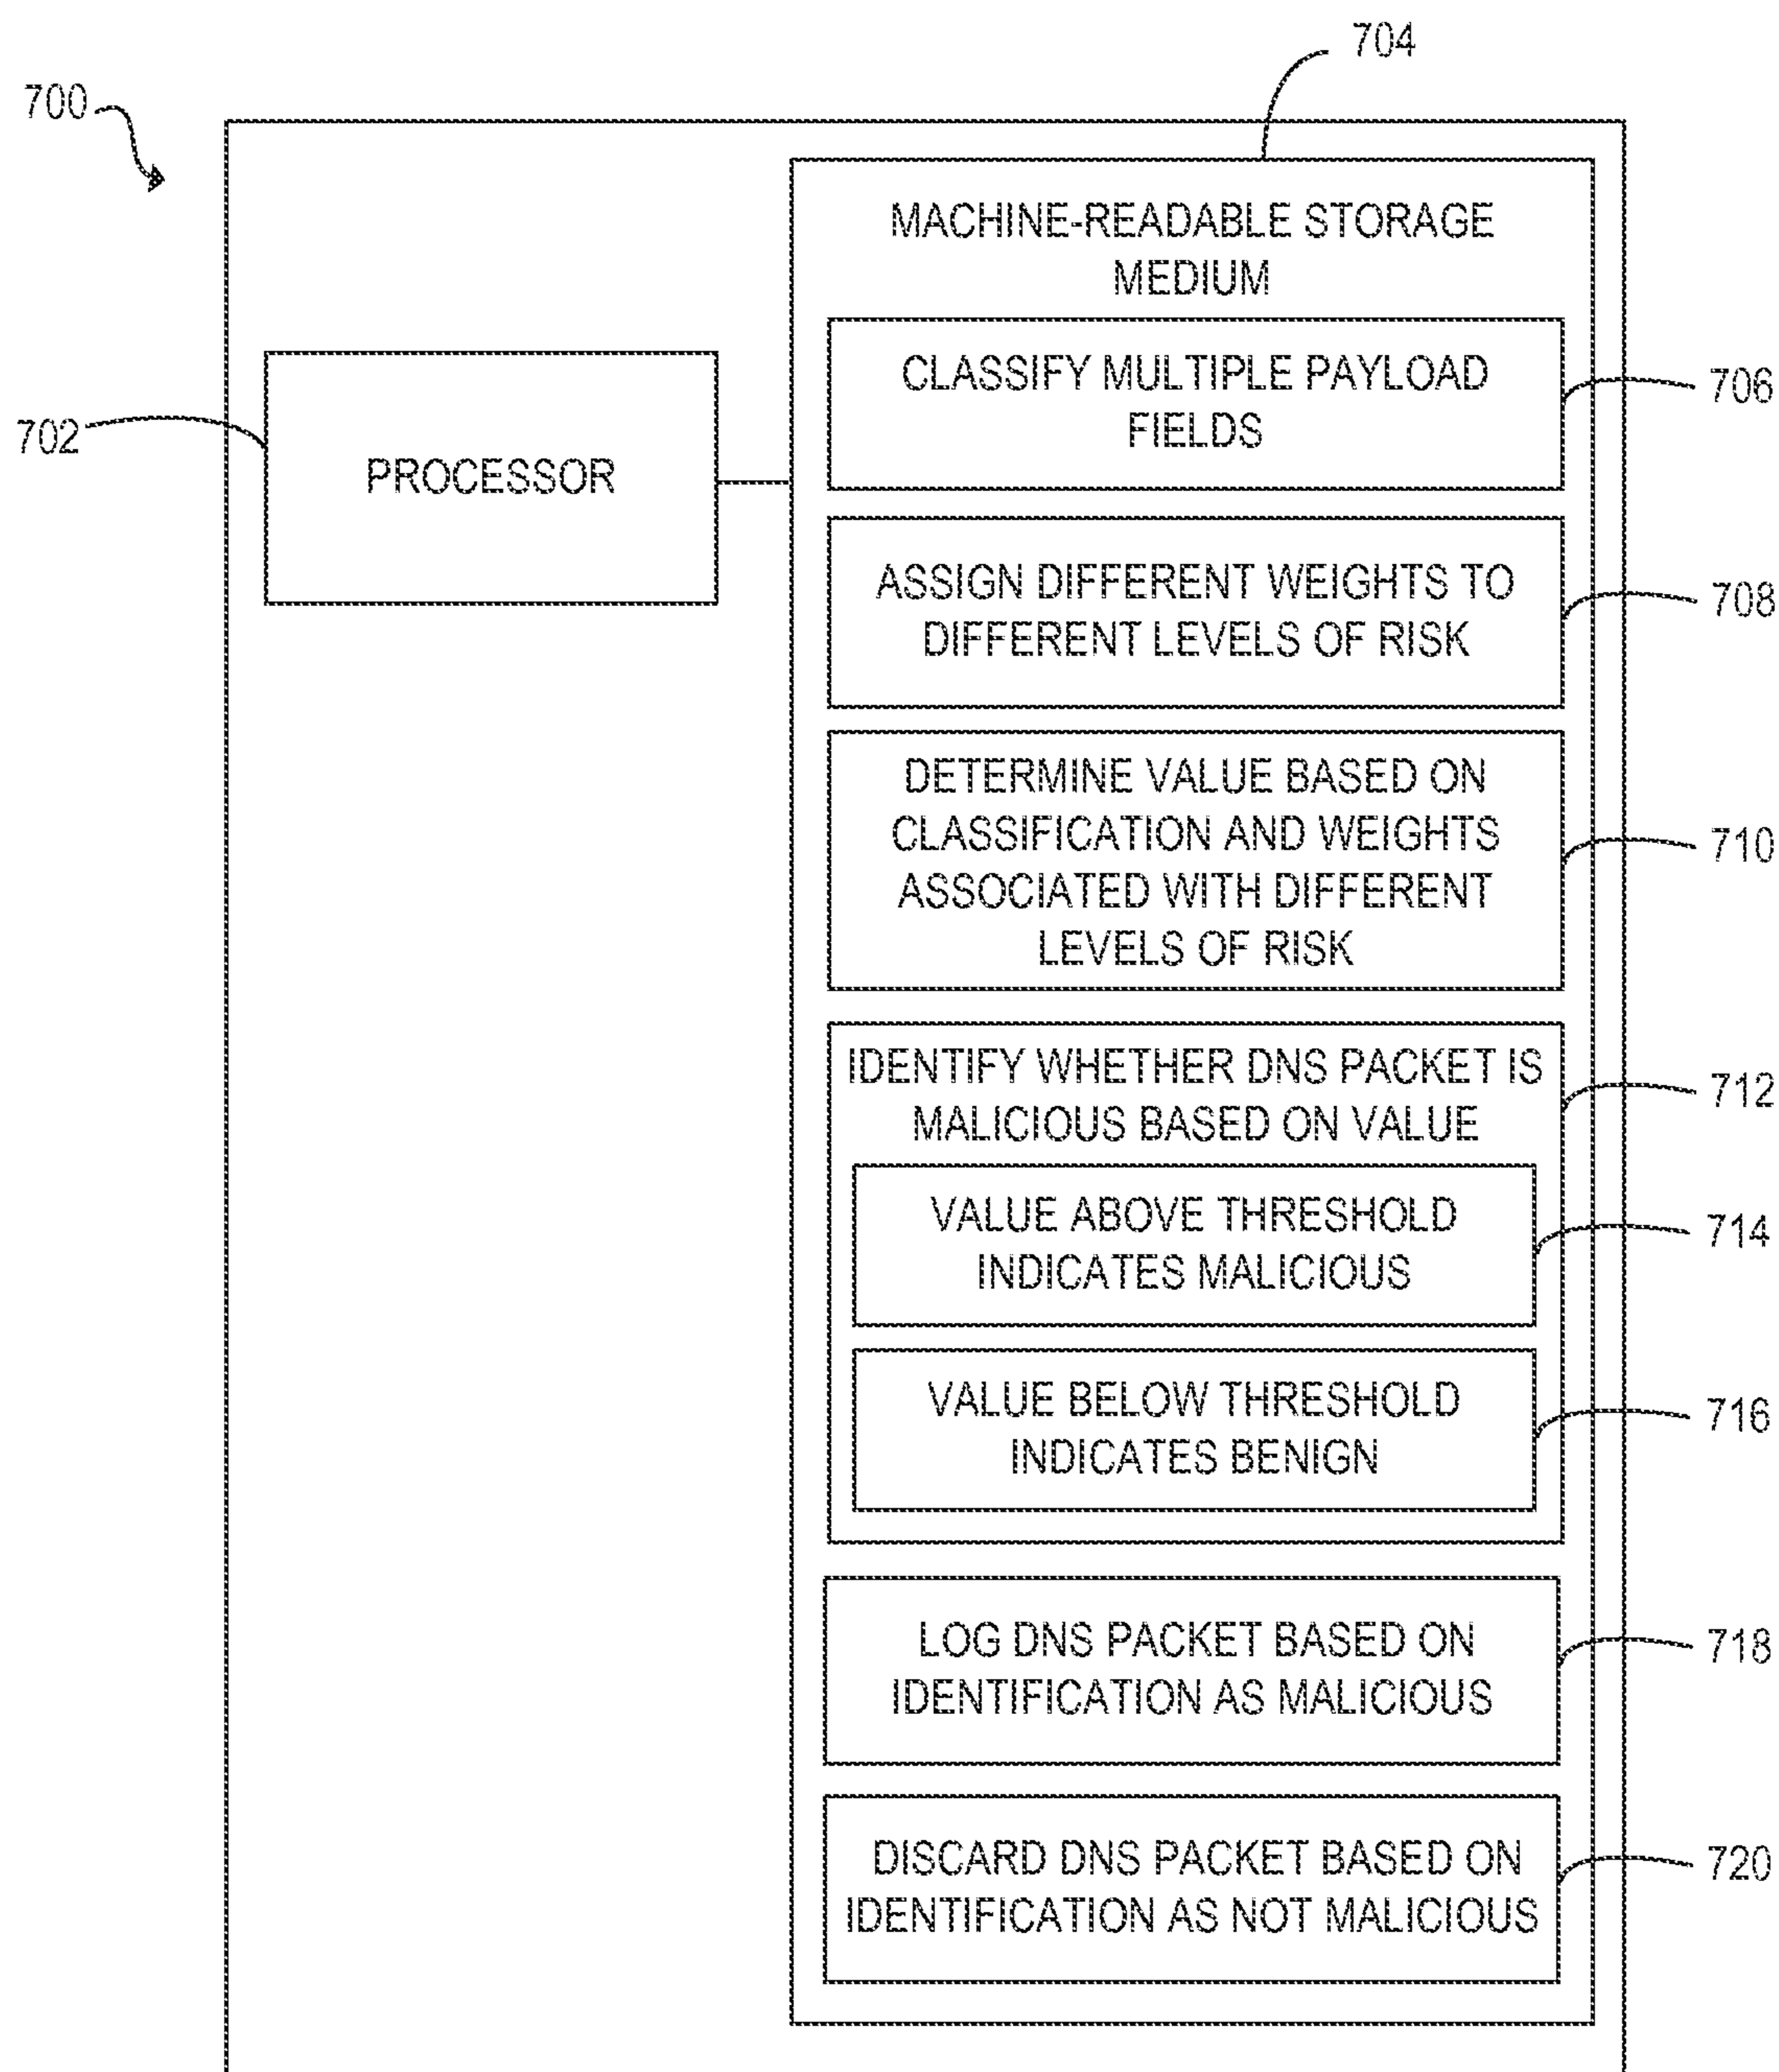 704
700
MACHINE-READABLE STORAGE
MEDIUM
CLASSIFY MULTIPLE PAYLOAD
FIELDS
706
702
PROCESSOR
ASSIGN DIFFERENT WEIGHTS TO
DIFFERENT LEVELS OF RISK
708
DETERMINE VALUE BASED ON
CLASSIFICATION AND WEIGHTS
ASSOCIATED WITH DIFFERENT
LEVELS OF RISK
710
IDENTIFY WHETHER DNS PACKET IS
MALICIOUS BASED ON VALUE
712
VALUE ABOVE THRESHOLD
INDICATES MALICIOUS
714
VALUE BELOW THRESHOLD
INDICATES BENIGN
716
LOG DNS PACKET BASED ON
IDENTIFICATION AS MALICIOUS
718
DISCARD DNS PACKET BASED ON
IDENTIFICATION AS NOT MALICIOUS
720